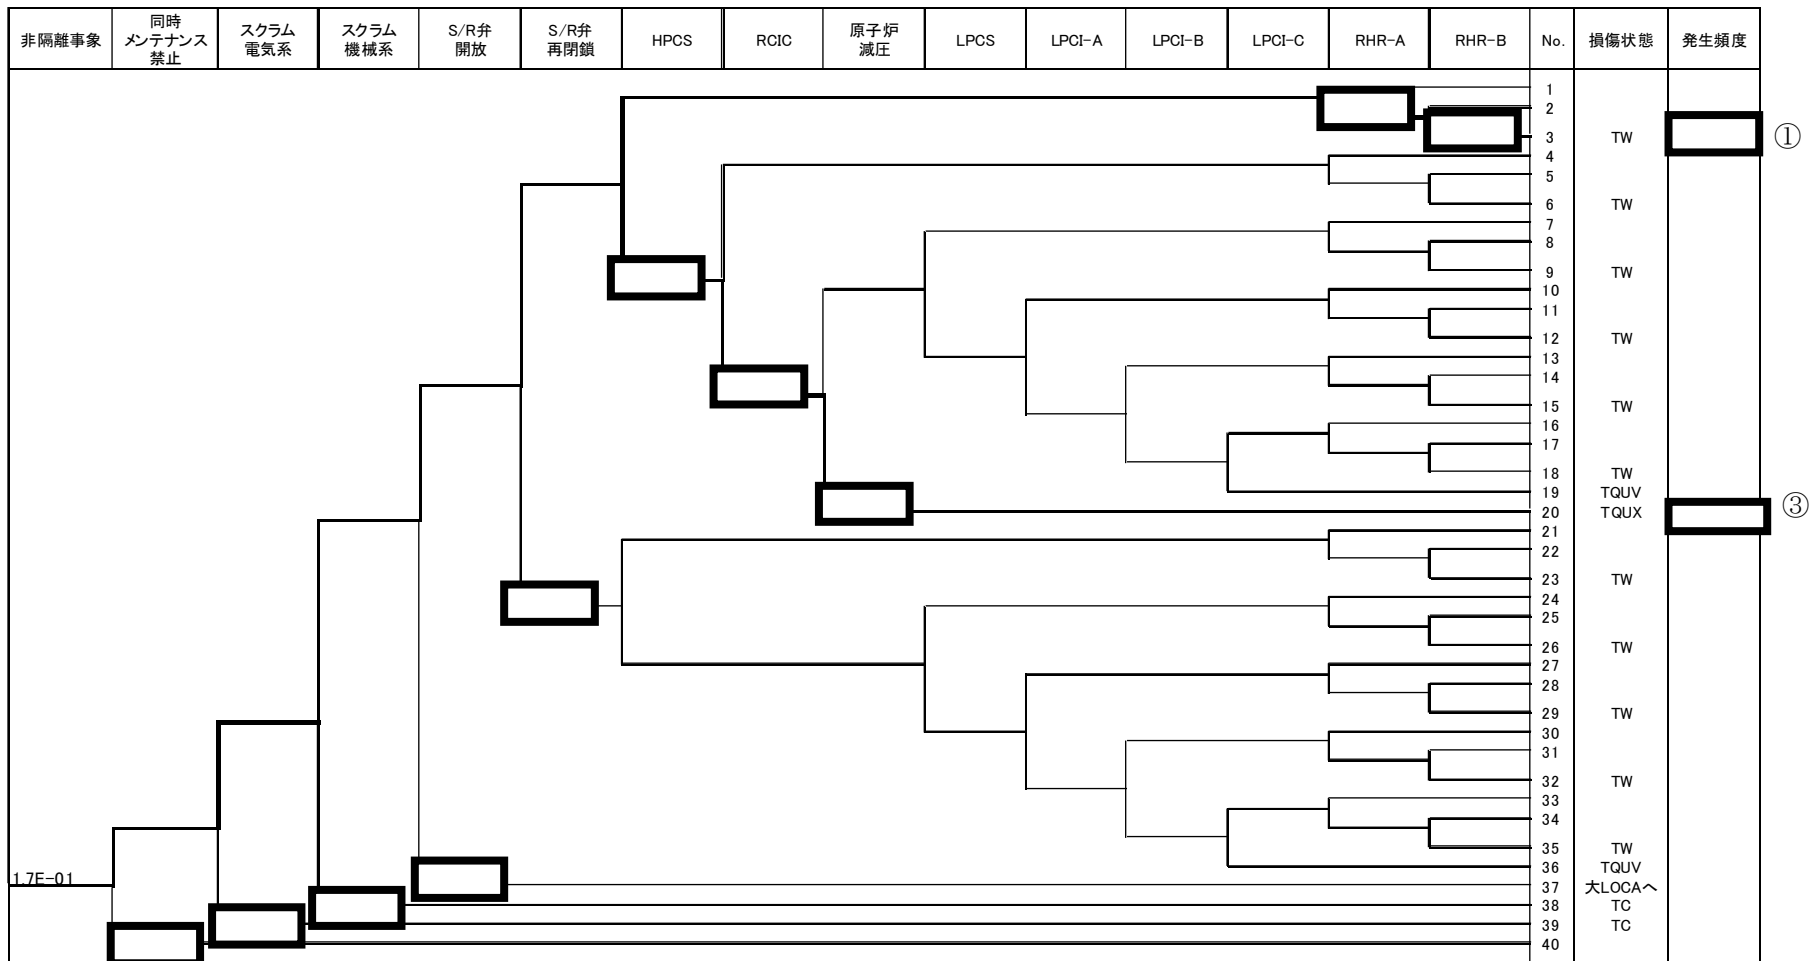 非隔離事象
同時
メンテナンス
禁止
スクラム
電気系
スクラム
機械系
S/R弁
開放
S/R弁
再閉鎖
HPCS
RCIC
原子炉
減圧
LPCS
LPCI-A
LPCI-B
LPCI-C
RHR-A
RHR-B
No.
損傷状態
発生頻度
1
2
3 TW ①
4
5
6 TW
7
8
9 TW
10
11
12 TW
13
14
15 TW
16
17
18 TW
19 TQUV
20 TQUX ③
21
22
23 TW
24
25
26 TW
27
28
29 TW
30
31
32 TW
33
34
35 TW
36 TQUV
1.7E-01 37 大LOCAへ
38 TC
39 TC
40